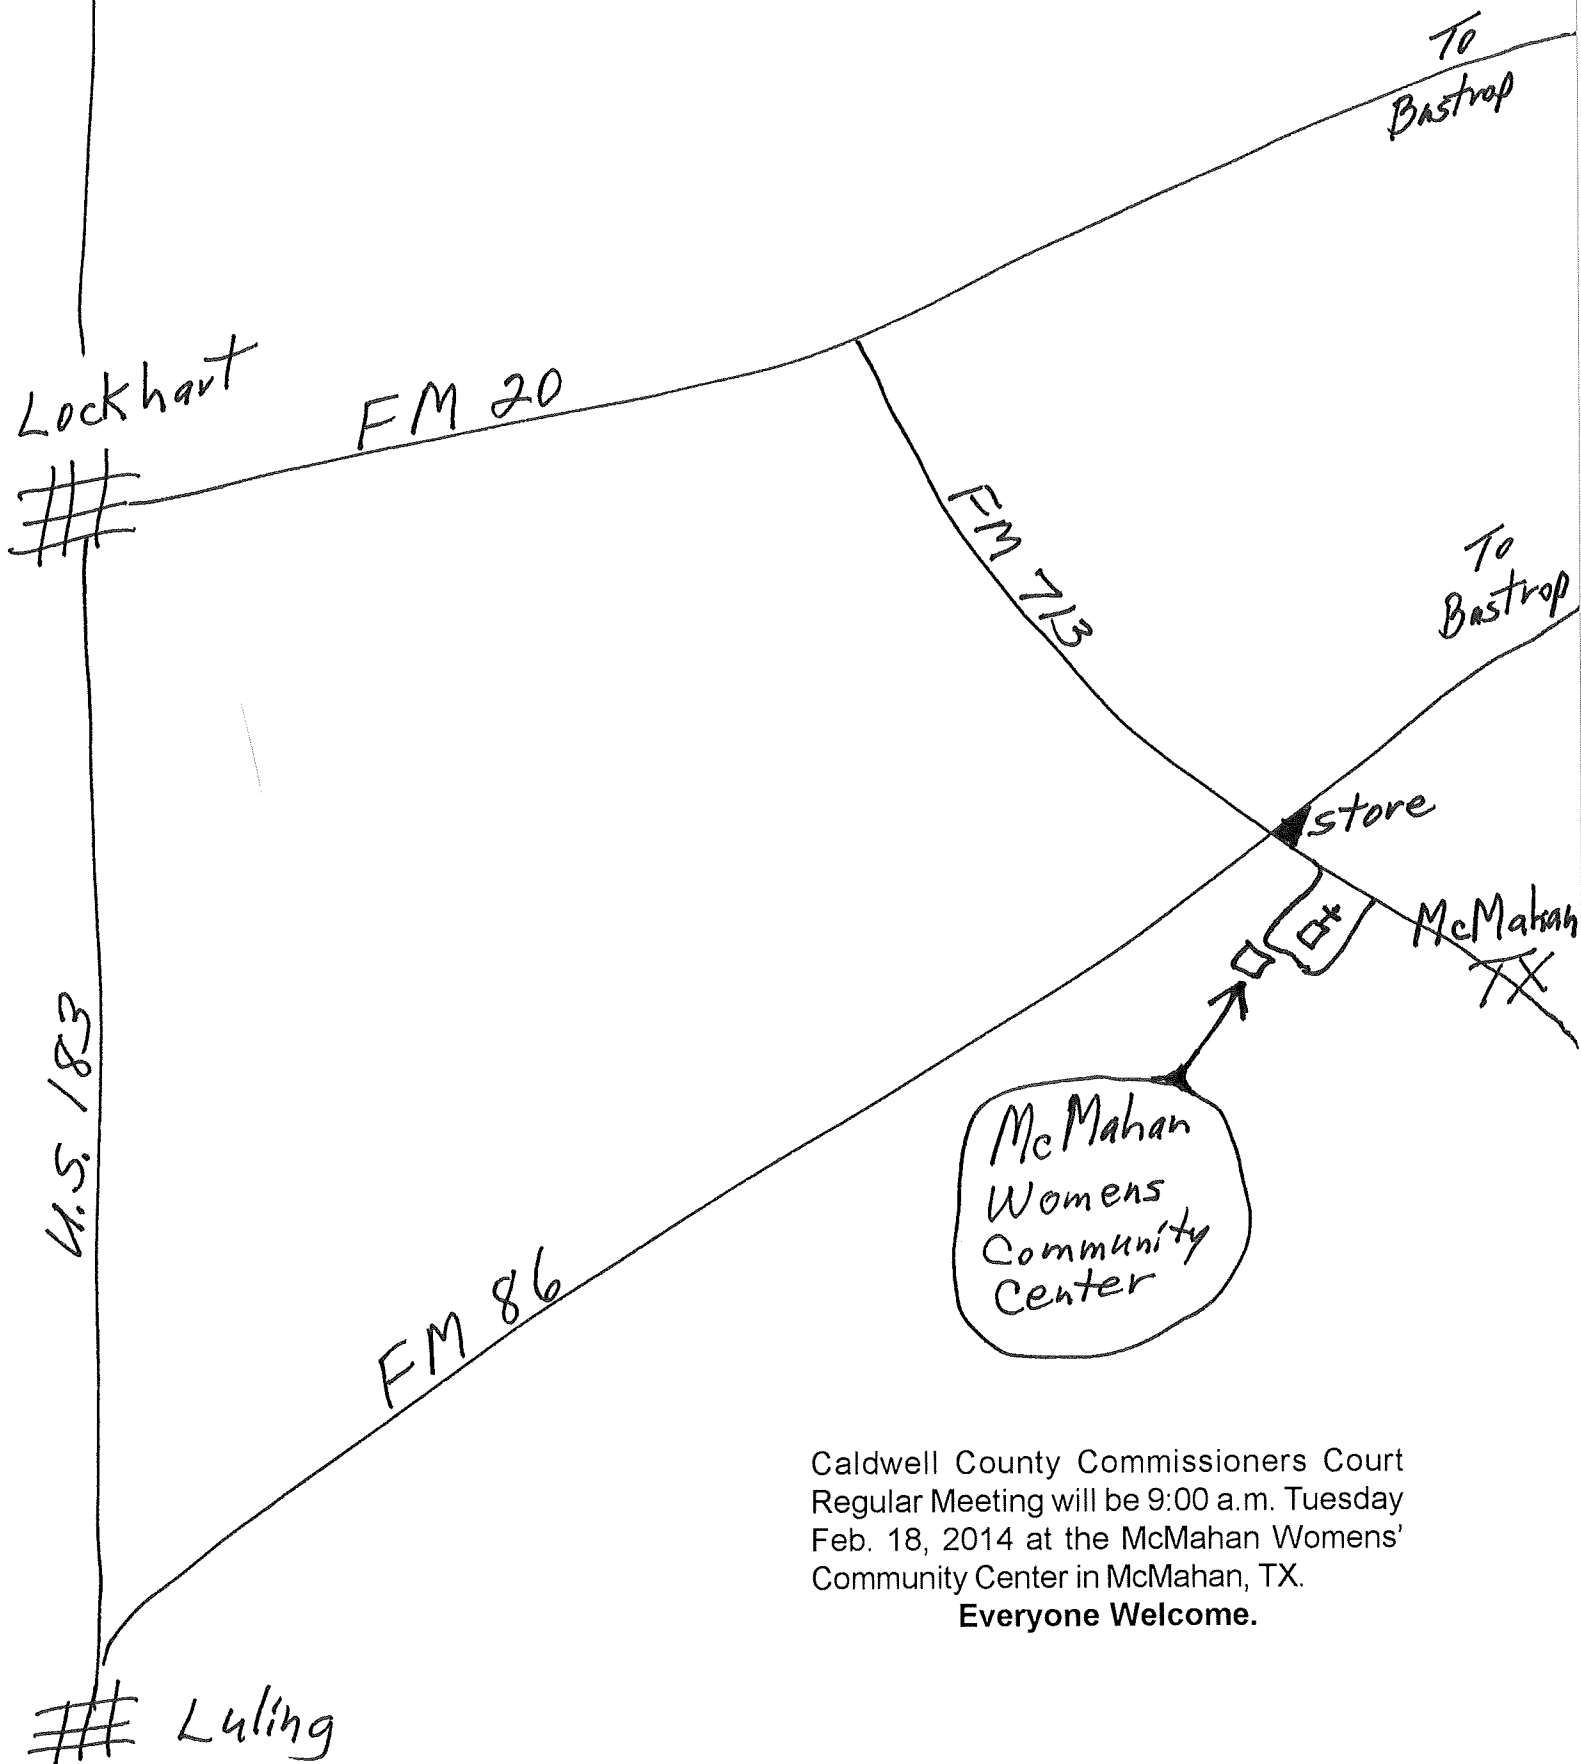 To
Bastrop
Lockhart
FM 20
FM 713
To
Bastrop
store
McMahan
TX
U.S. 183
McMahan
Womens
Community
Center
FM 86
Caldwell County Commissioners Court
Regular Meeting will be 9:00 a.m. Tuesday
Feb. 18, 2014 at the McMahan Womens'
Community Center in McMahan, TX.
Everyone Welcome.
Luling